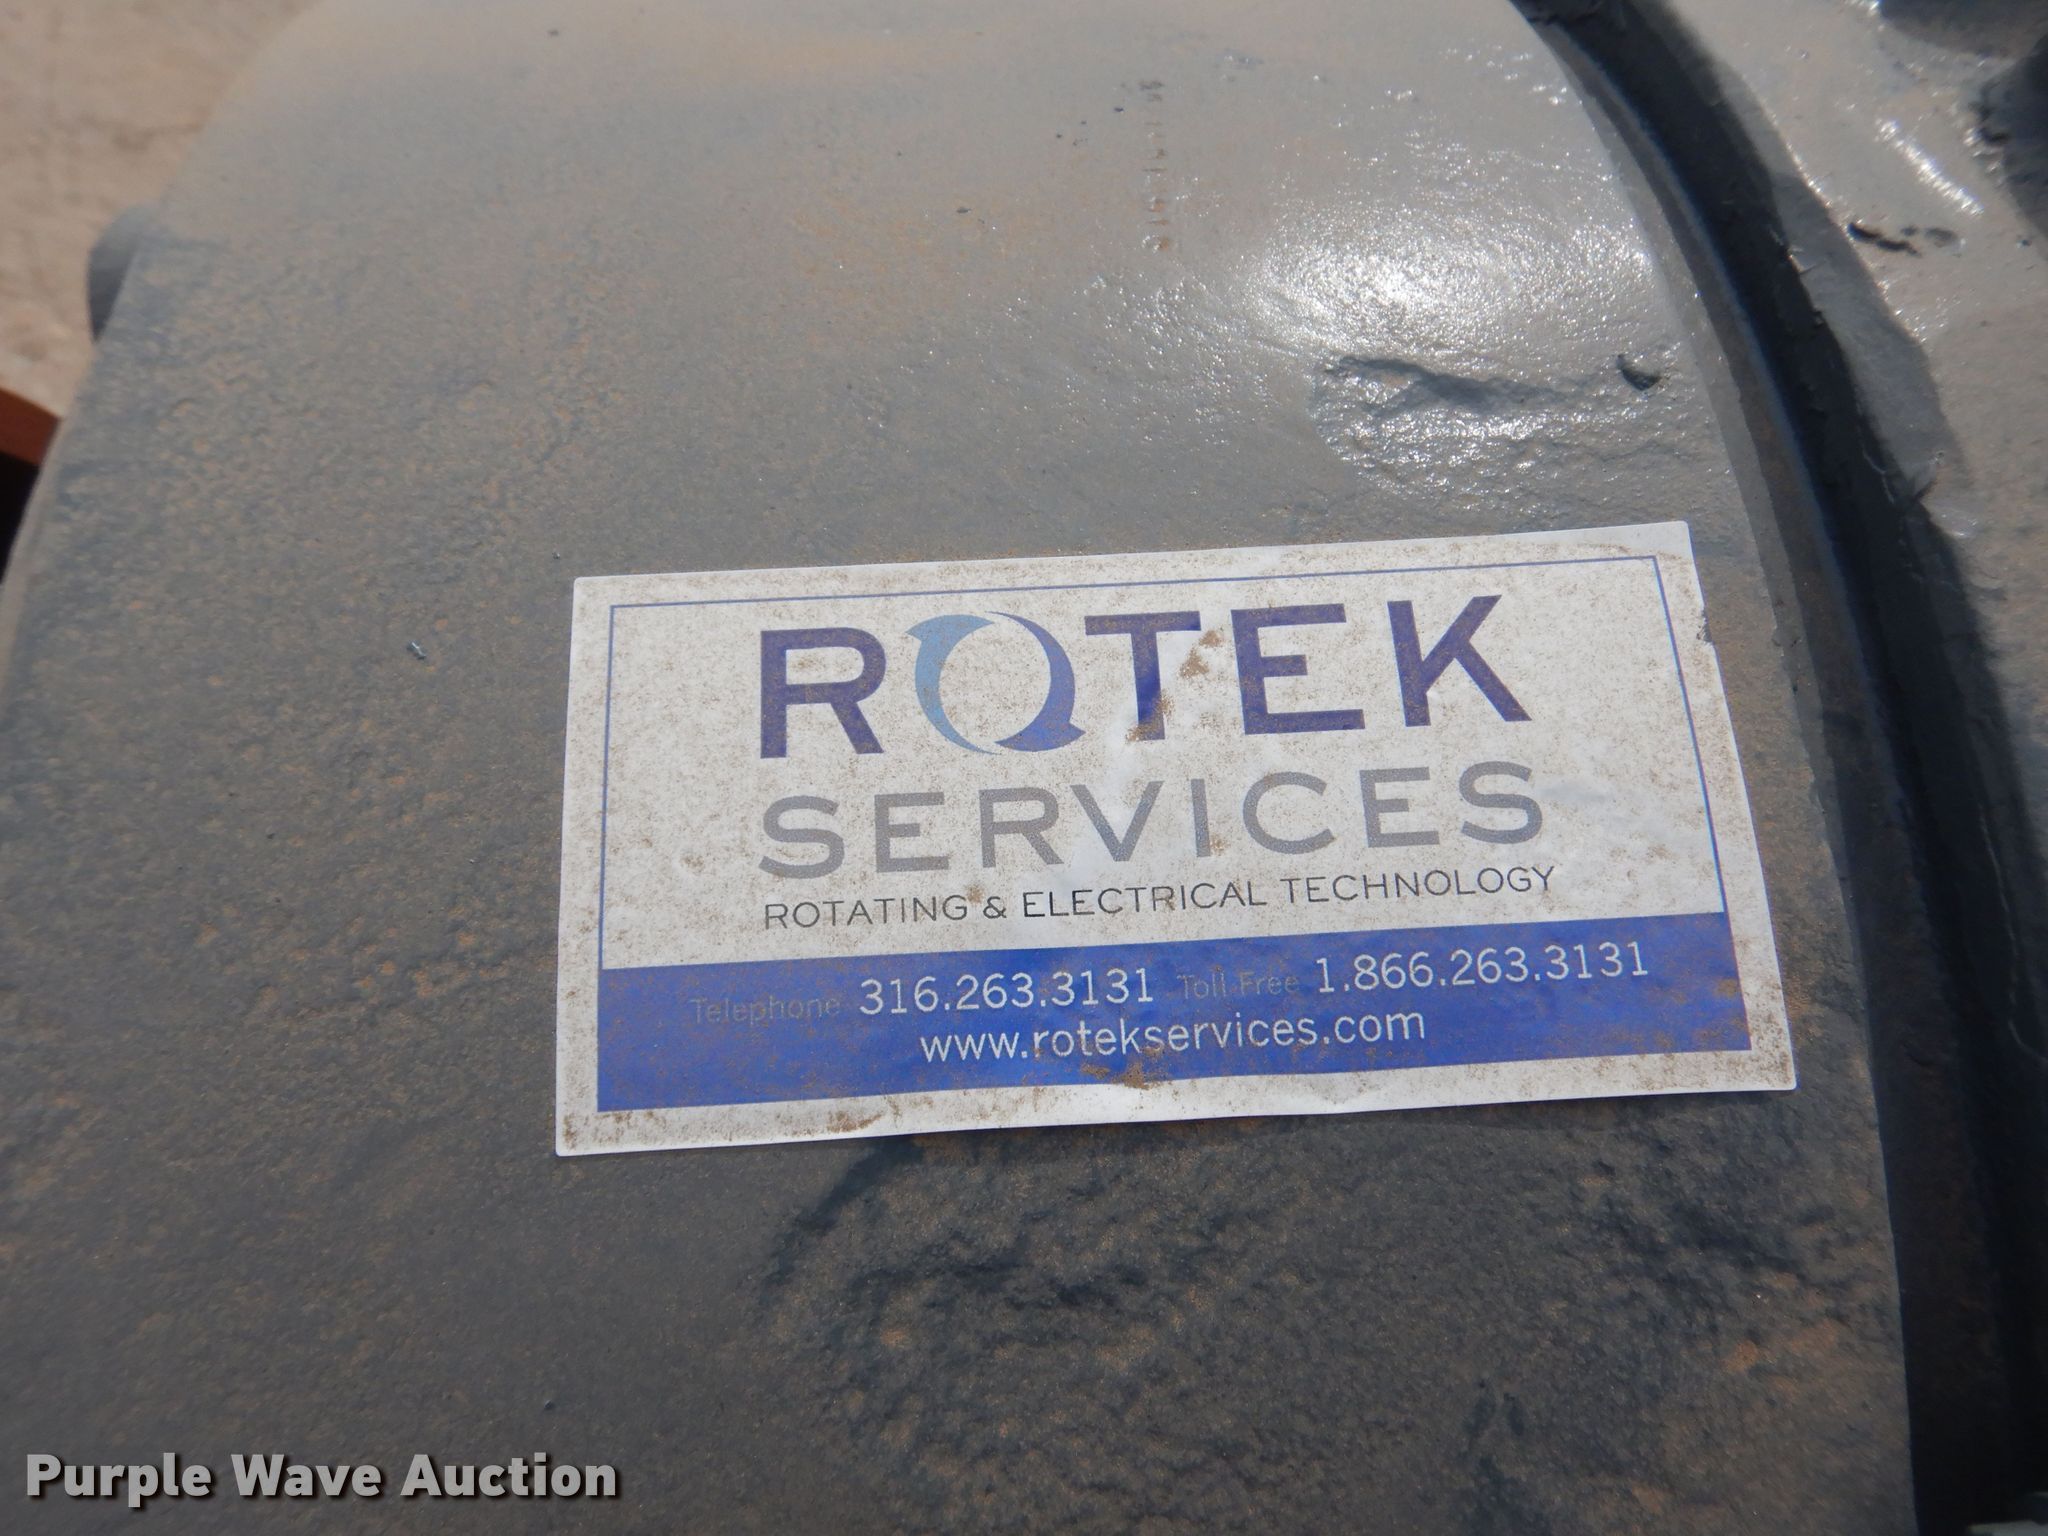 ROTEK
SERVICES
ROTATING & ELECTRICAL TECHNOLOGY
Telephone 316.263.3131 Toll Free 1.866.263.3131
www.rotekservices.com
Purple Wave Auction